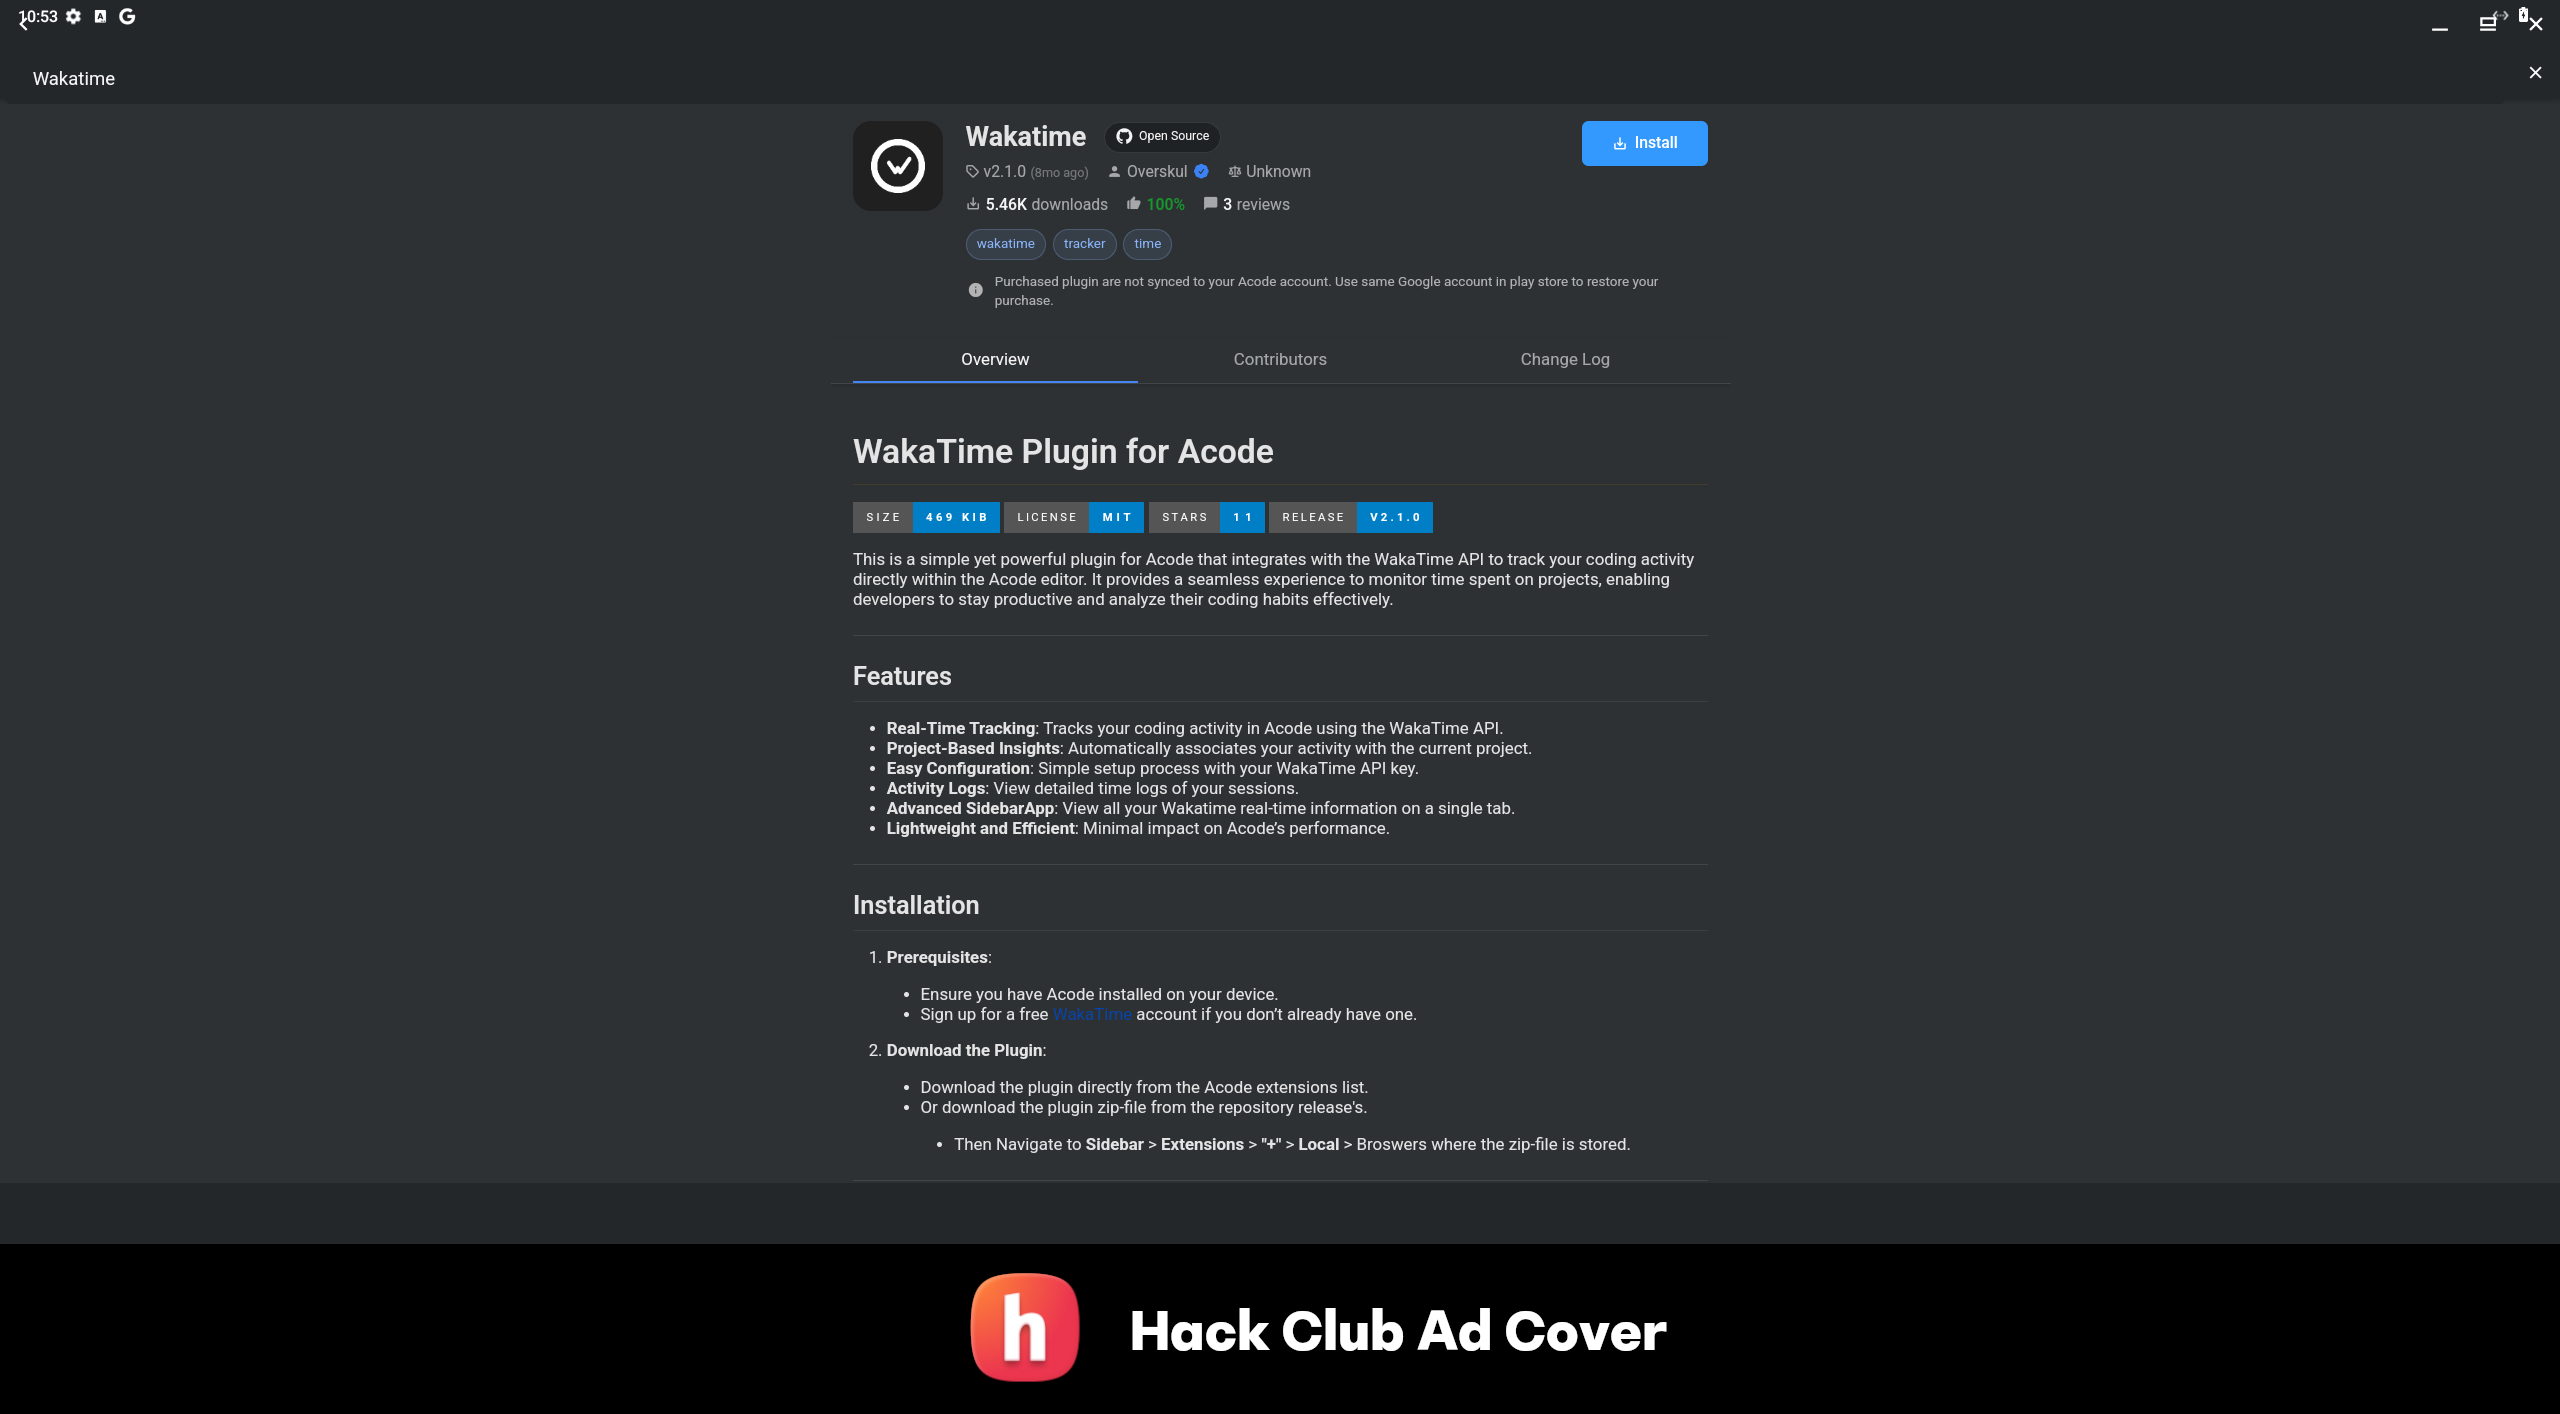 10:53
Wakatime
Wakatime Open Source
Install
v2.1.0 (8mo ago) Overskul Unknown
5.46K downloads 100% 3 reviews
wakatime tracker time
Purchased plugin are not synced to your Acode account. Use same Google account in play store to restore your
purchase.
Overview Contributors Change Log
WakaTime Plugin for Acode
SIZE 469 KIB LICENSE MIT STARS 11 RELEASE V2.1.0
This is a simple yet powerful plugin for Acode that integrates with the WakaTime API to track your coding activity
directly within the Acode editor. It provides a seamless experience to monitor time spent on projects, enabling
developers to stay productive and analyze their coding habits effectively.
Features
• Real-Time Tracking: Tracks your coding activity in Acode using the WakaTime API.
• Project-Based Insights: Automatically associates your activity with the current project.
• Easy Configuration: Simple setup process with your WakaTime API key.
• Activity Logs: View detailed time logs of your sessions.
• Advanced SidebarApp: View all your Wakatime real-time information on a single tab.
• Lightweight and Efficient: Minimal impact on Acode’s performance.
Installation
1. Prerequisites:
• Ensure you have Acode installed on your device.
• Sign up for a free WakaTime account if you don’t already have one.
2. Download the Plugin:
• Download the plugin directly from the Acode extensions list.
• Or download the plugin zip-file from the repository release's.
• Then Navigate to Sidebar > Extensions > "+" > Local > Broswers where the zip-file is stored.
h Hack Club Ad Cover